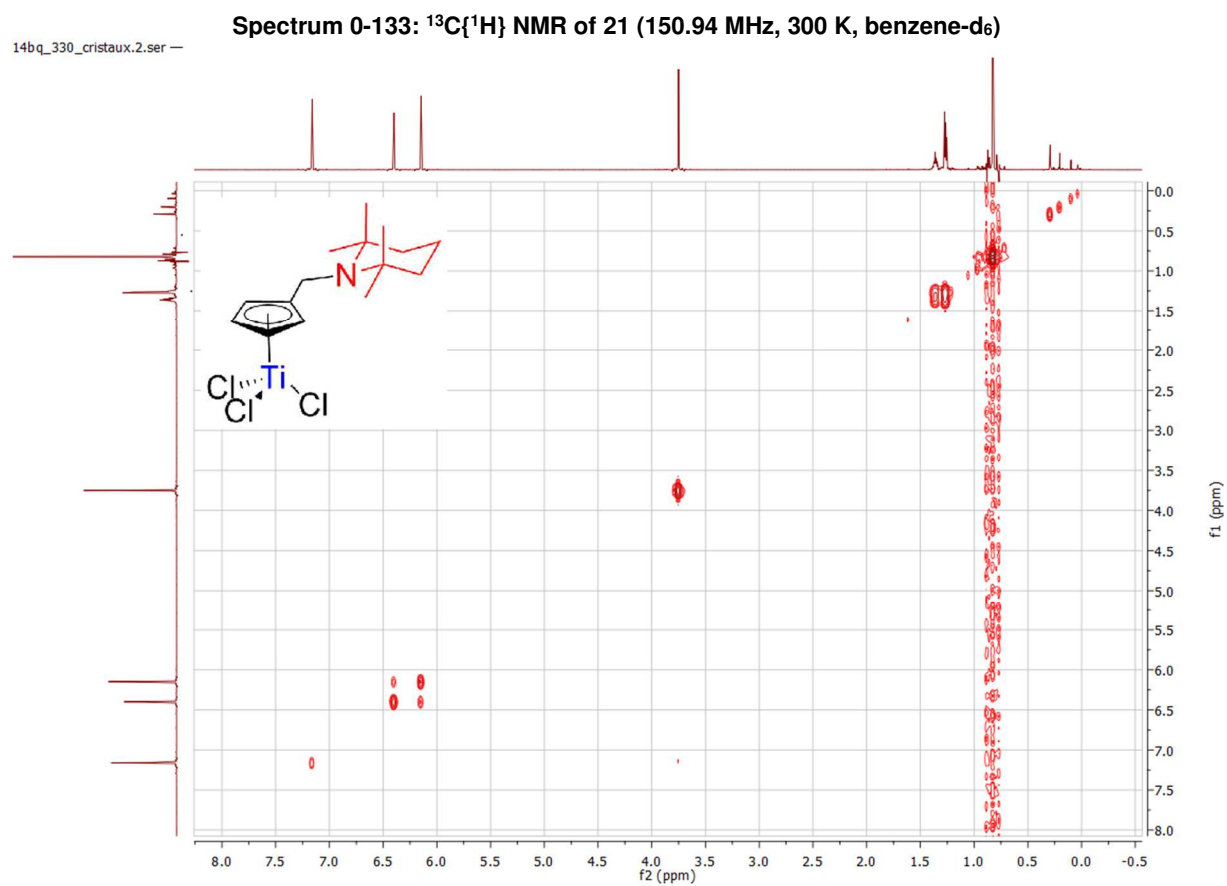 Spectrum 0-133: ¹³C{¹H} NMR of 21 (150.94 MHz, 300 K, benzene-d₆)
14bq_330_cristaux.2.ser —
N
Ti
Cl
Cl
Cl
0.0
0.5
1.0
1.5
2.0
2.5
3.0
3.5
4.0
4.5
5.0
5.5
6.0
6.5
7.0
7.5
8.0
f1 (ppm)
8.0 7.5 7.0 6.5 6.0 5.5 5.0 4.5 4.0 3.5 3.0 2.5 2.0 1.5 1.0 0.5 0.0 -0.5
f2 (ppm)